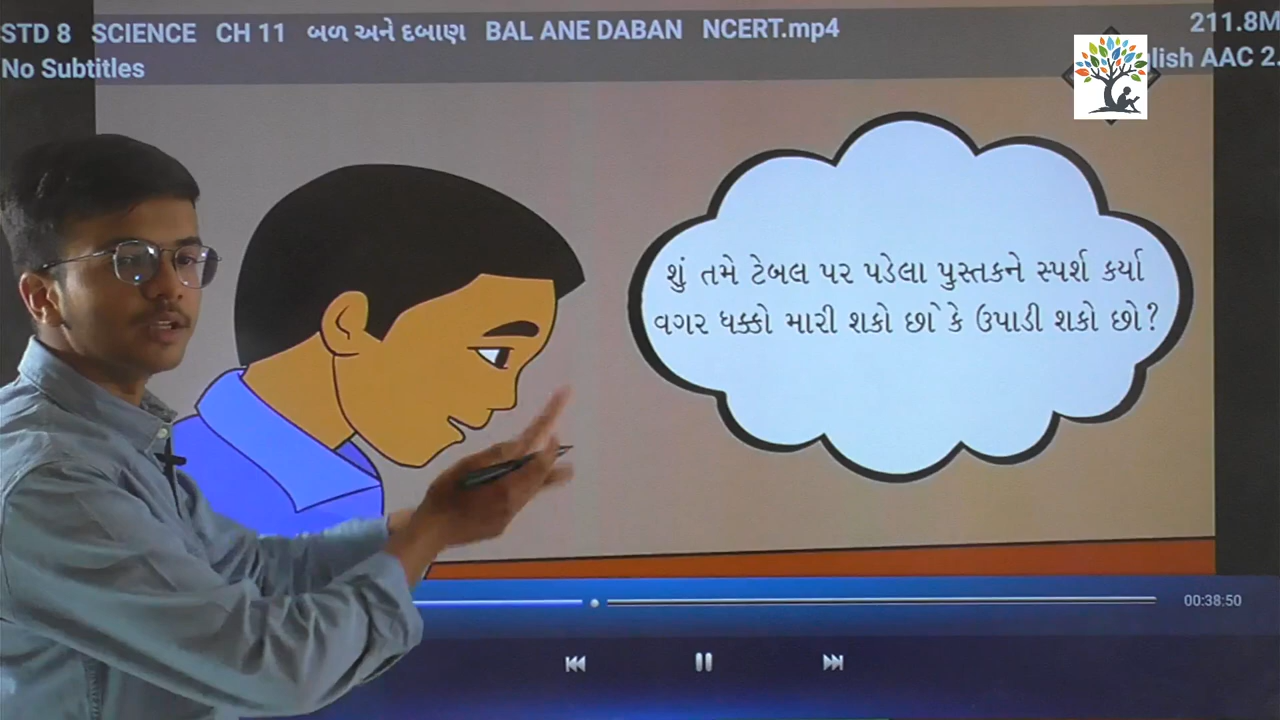 STD 8 SCIENCE CH 11 બળ અને દબાણ BAL ANE DABAN NCERT.mp4
211.8M
No Subtitles
glish AAC 2.
શું તમે ટેબલ પર પડેલા પુસ્તકને સ્પર્શ કર્યા
વગર ધક્કો મારી શકો છો કે ઉપાડી શકો છો?
00:38:50